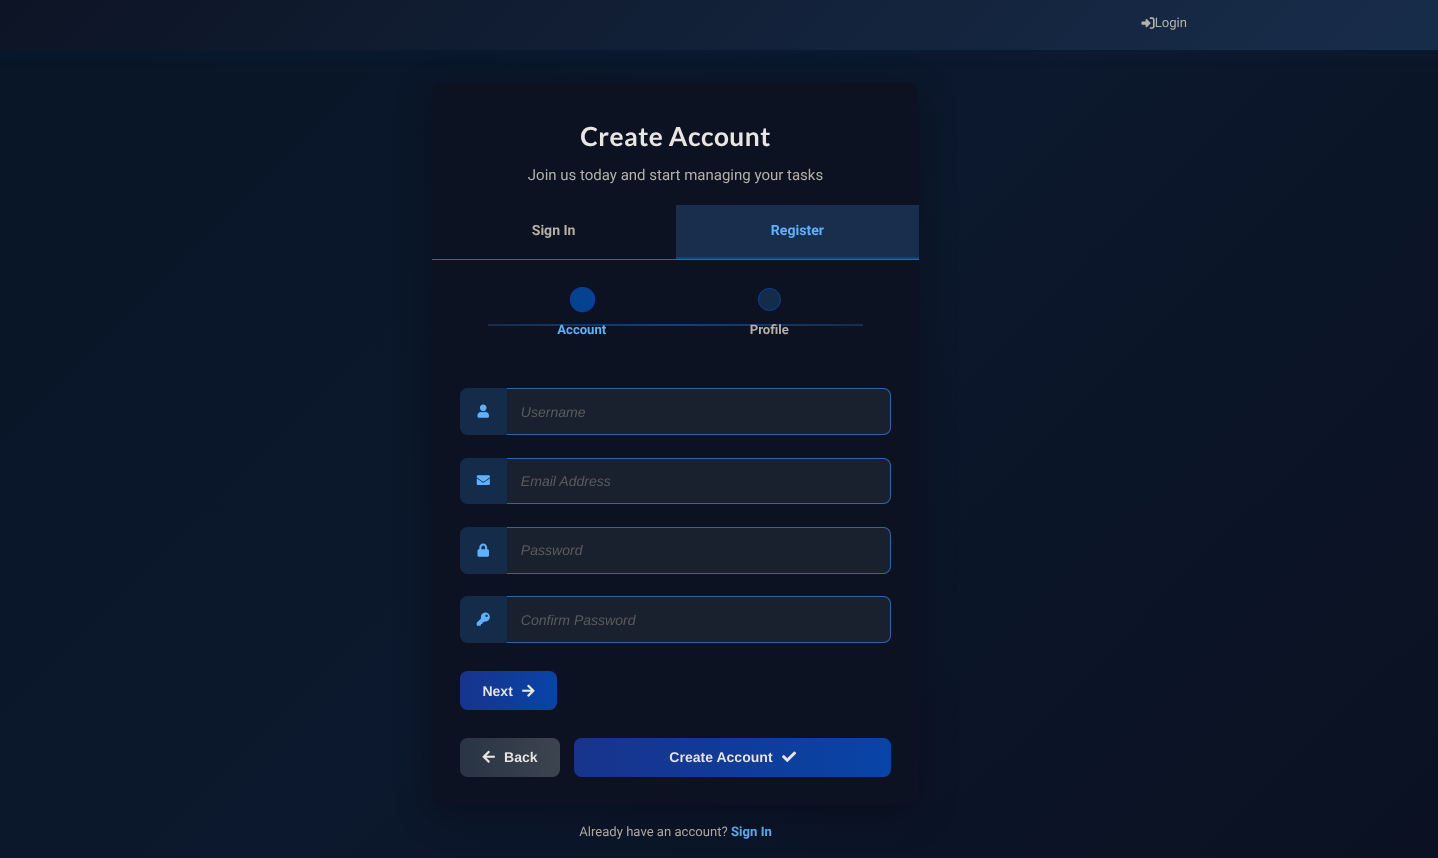 Login
Create Account
Join us today and start managing your tasks
Sign In
Register
Account
Profile
Username
Email Address
Password
Confirm Password
Next
Back
Create Account
Already have an account? Sign In